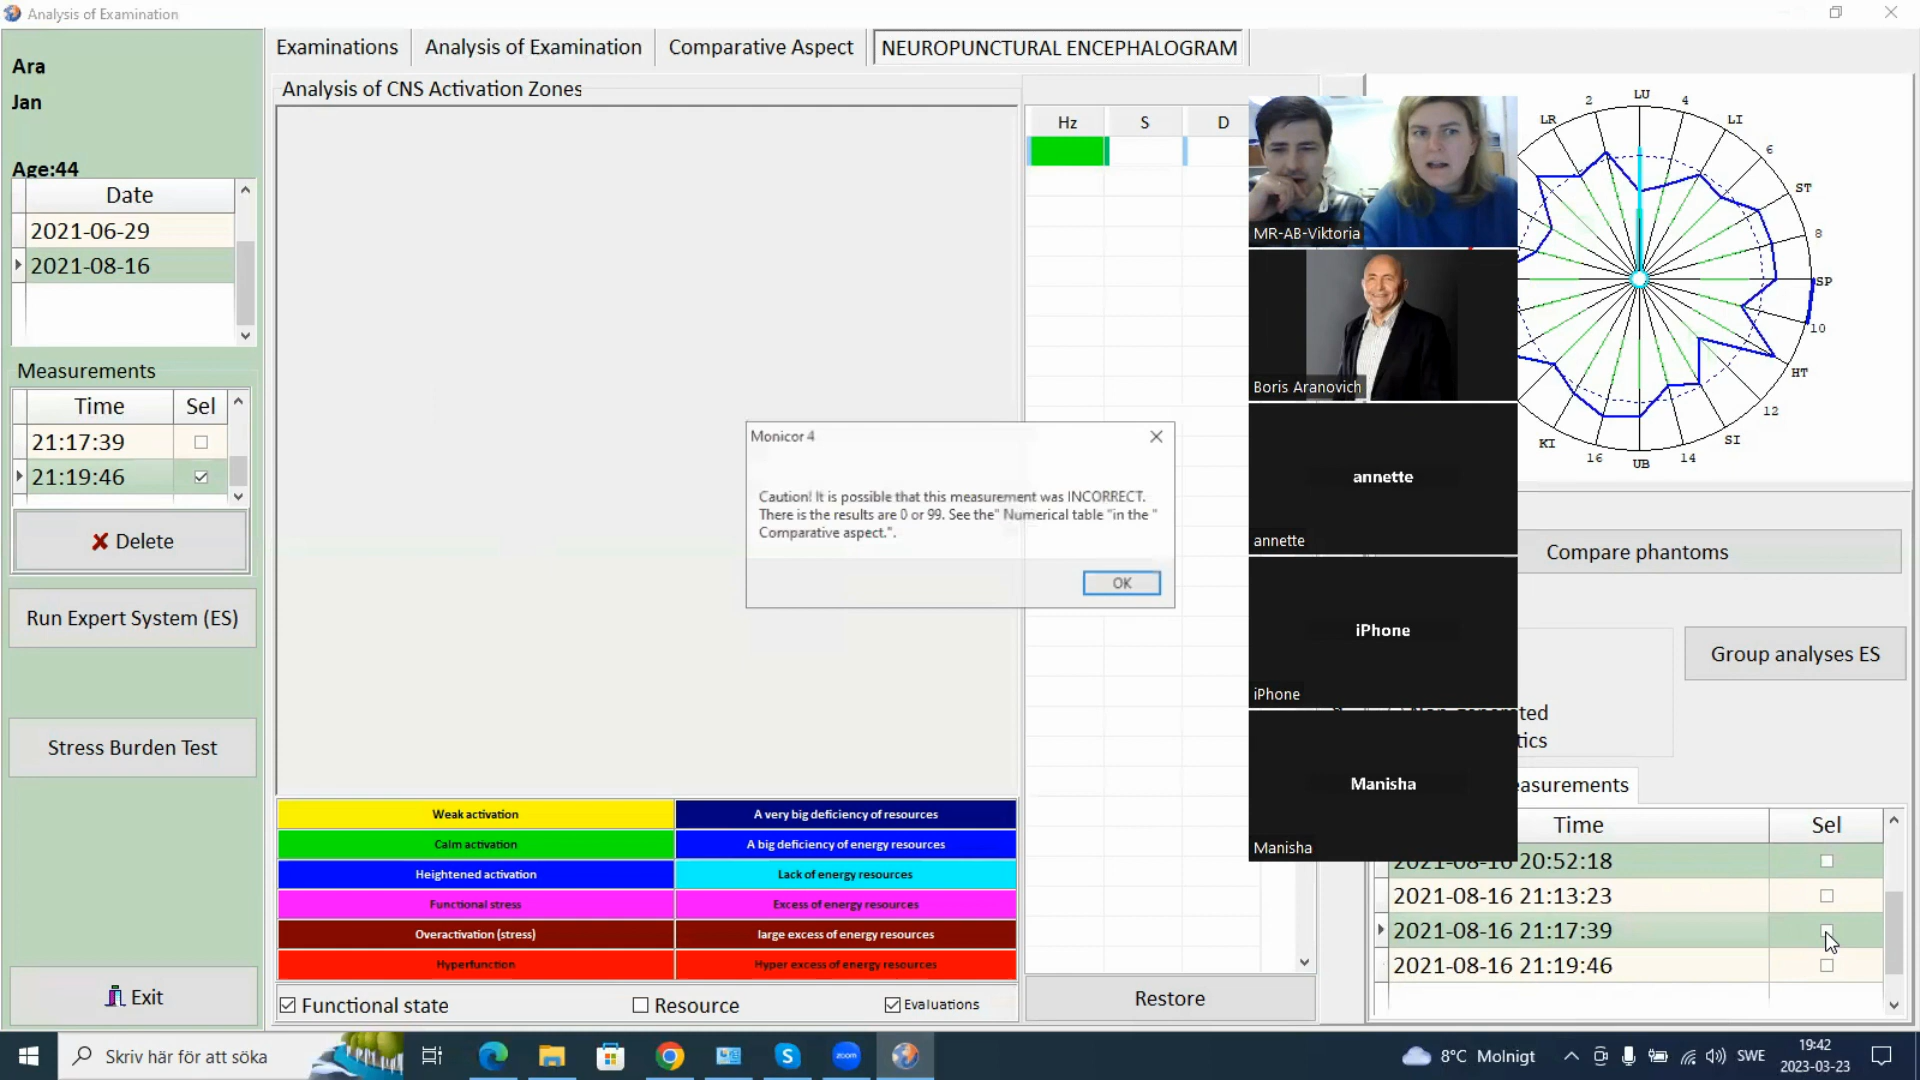 Analysis of Examination
Ara
Jan
Age:44
Date
2021-06-29
2021-08-16
Measurements
Time Sel
21:17:39
21:19:46
Delete
Run Expert System (ES)
Stress Burden Test
Exit
Examinations
Analysis of Examination
Comparative Aspect
NEUROPUNCTURAL ENCEPHALOGRAM
Analysis of CNS Activation Zones
Hz S D
Monicor 4
Caution! It is possible that this measurement was INCORRECT.
There is the results are 0 or 99. See the" Numerical table "in the "
Comparative aspect.".
OK
Weak activation
A very big deficiency of resources
Calm activation
A big deficiency of energy resources
Heightened activation
Lack of energy resources
Functional stress
Excess of energy resources
Overactivation (stress)
large excess of energy resources
Hyperfunction
Hyper excess of energy resources
Functional state
Resource
Evaluations
Restore
MR-AB-Viktoria
Boris Aranovich
annette
annette
iPhone
iPhone
Manisha
Manisha
2
LU
4
LR
LI
6
ST
8
SP
10
HT
12
SI
14
UB
16
KI
Compare phantoms
Group analyses ES
Time Sel
2021-08-16 20:52:18
2021-08-16 21:13:23
2021-08-16 21:17:39
2021-08-16 21:19:46
Skriv här för att söka
zoom
8°C Molnigt
SWE
19:42
2023-03-23